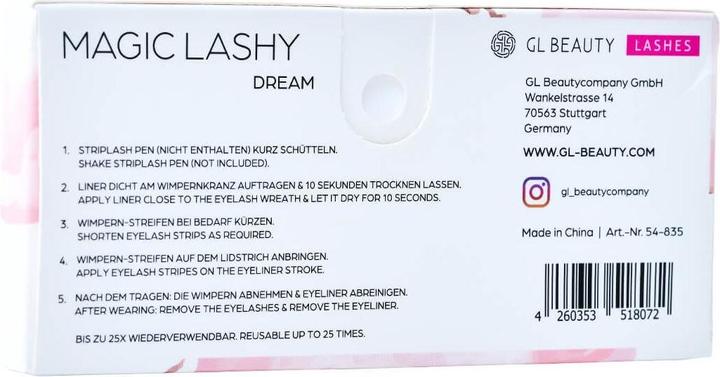 MAGIC LASHY
DREAM
GL BEAUTY LASHES
GL Beautycompany GmbH
Wankelstrasse 14
70563 Stuttgart
Germany
WWW.GL-BEAUTY.COM
gl_beautycompany
Made in China | Art.-Nr. 54-835
1. STRIPLASH PEN (NICHT ENTHALTEN) KURZ SCHÜTTELN.
SHAKE STRIPLASH PEN (NOT INCLUDED).
2. LINER DICHT AM WIMPERNKRANZ AUFTRAGEN & 10 SEKUNDEN TROCKNEN LASSEN.
APPLY LINER CLOSE TO THE EYELASH WREATH & LET IT DRY FOR 10 SECONDS.
3. WIMPERN-STREIFEN BEI BEDARF KÜRZEN.
SHORTEN EYELASH STRIPS AS REQUIRED.
4. WIMPERN-STREIFEN AUF DEM LIDSTRICH ANBRINGEN.
APPLY EYELASH STRIPES ON THE EYELINER STROKE.
5. NACH DEM TRAGEN: DIE WIMPERN ABNEHMEN & EYELINER ABREINIGEN.
AFTER WEARING: REMOVE THE EYELASHES & REMOVE THE EYELINER.
BIS ZU 25X WIEDERVERWENDBAR. REUSABLE UP TO 25 TIMES.
4 260353 518072